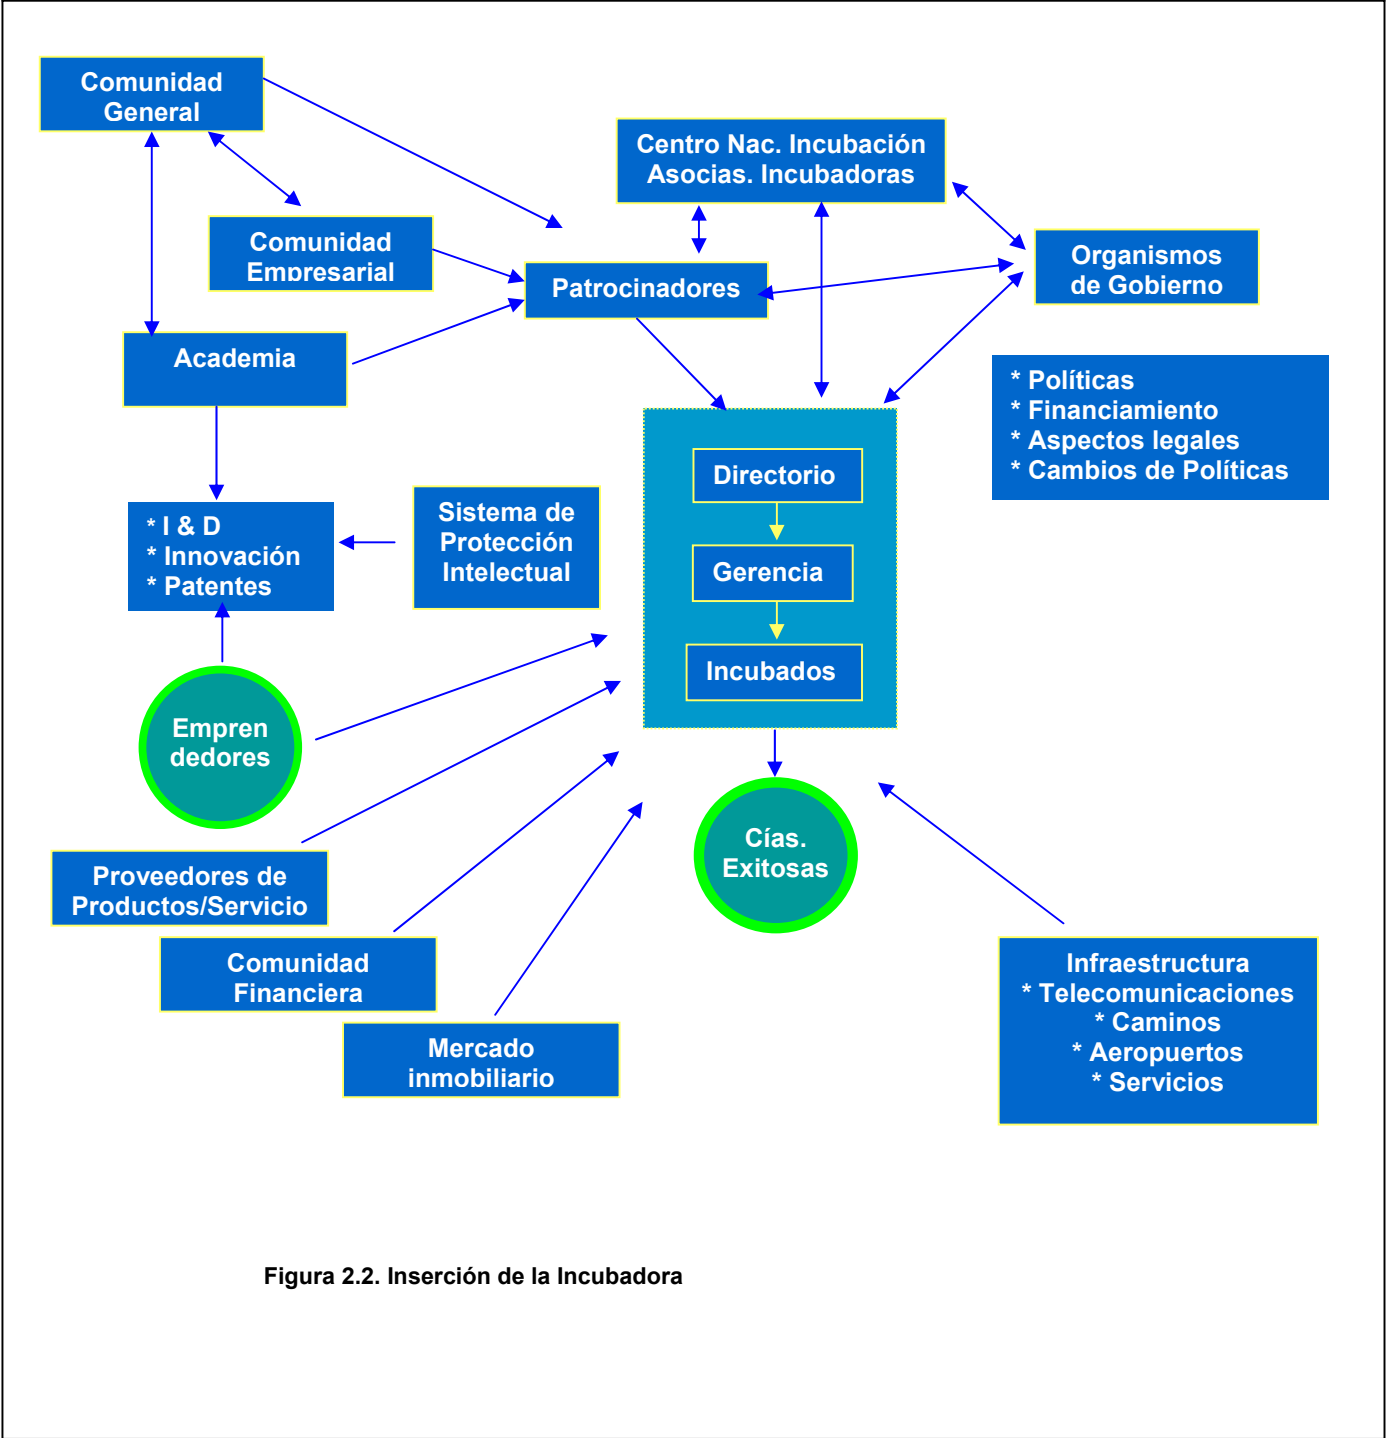 Comunidad
General
Centro Nac. Incubación
Asocias. Incubadoras
Comunidad
Empresarial
Organismos
de Gobierno
Patrocinadores
Academia
* Políticas
* Financiamiento
* Aspectos legales
* Cambios de Políticas
Directorio
Gerencia
Incubados
* I & D
* Innovación
* Patentes
Sistema de
Protección
Intelectual
Empren
dedores
Cías.
Exitosas
Proveedores de
Productos/Servicio
Comunidad
Financiera
Mercado
inmobiliario
Infraestructura
* Telecomunicaciones
* Caminos
* Aeropuertos
* Servicios
Figura 2.2. Inserción de la Incubadora